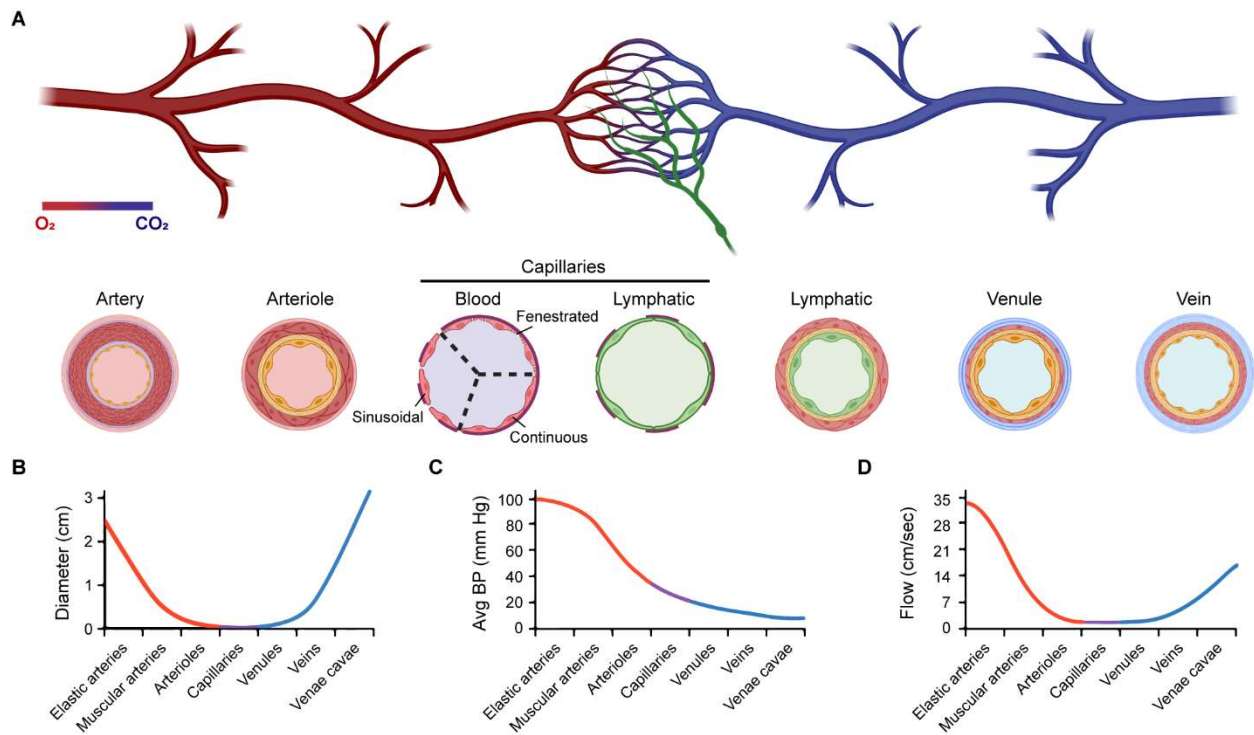 A
O₂ CO₂
Capillaries
Artery Arteriole Blood Lymphatic Lymphatic Venule Vein
Fenestrated
Sinusoidal
Continuous
B
Diameter (cm)
3
2
1
0
Elastic arteries
Muscular arteries
Arterioles
Capillaries
Venules
Veins
Venae cavae
C
Avg BP (mm Hg)
100
80
60
40
20
0
Elastic arteries
Muscular arteries
Arterioles
Capillaries
Venules
Veins
Venae cavae
D
Flow (cm/sec)
35
28
21
14
7
0
Elastic arteries
Muscular arteries
Arterioles
Capillaries
Venules
Veins
Venae cavae